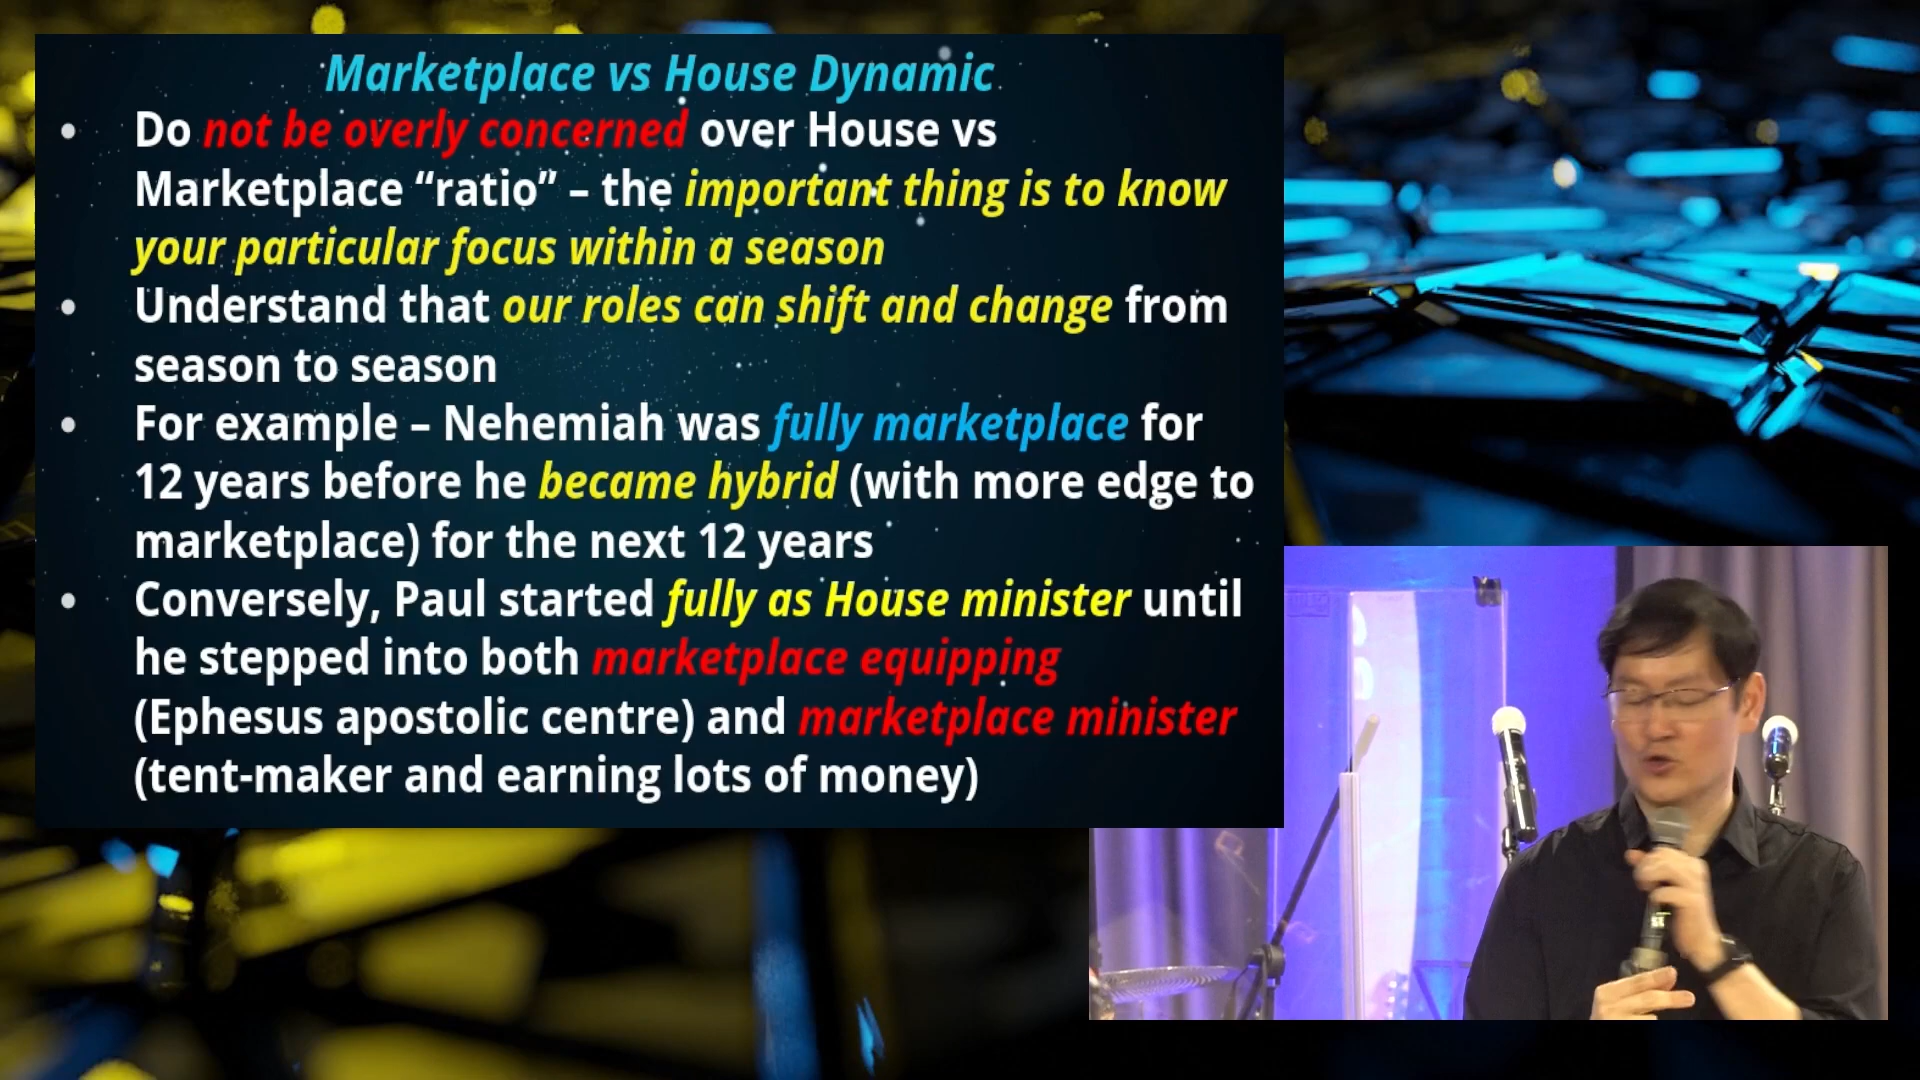 Marketplace vs House Dynamic
• Do not be overly concerned over House vs
Marketplace “ratio” – the important thing is to know
your particular focus within a season
• Understand that our roles can shift and change from
season to season
• For example – Nehemiah was fully marketplace for
12 years before he became hybrid (with more edge to
marketplace) for the next 12 years
• Conversely, Paul started fully as House minister until
he stepped into both marketplace equipping
(Ephesus apostolic centre) and marketplace minister
(tent-maker and earning lots of money)